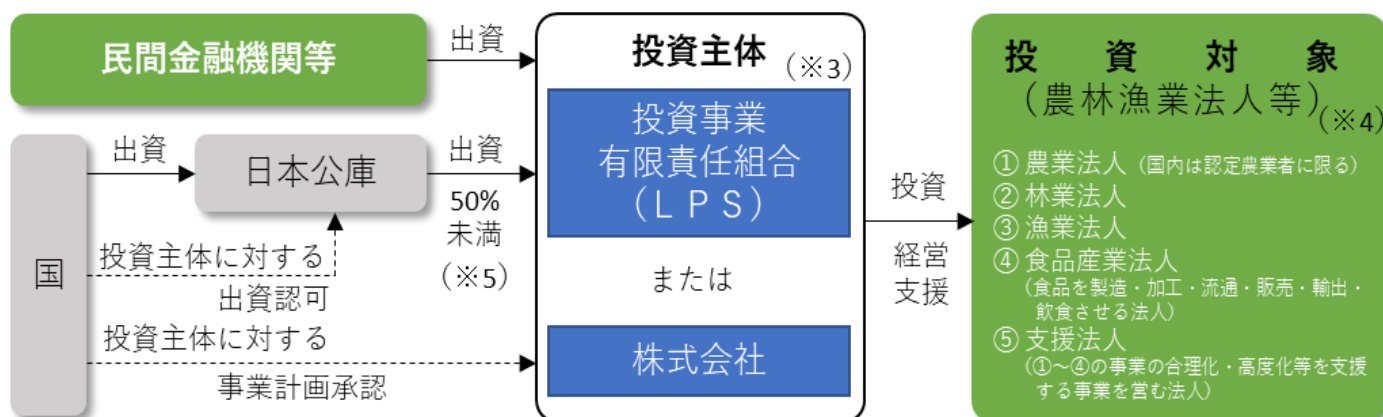 民間金融機関等
出資
国
出資
日本公庫
出資
50%
未満
(※5)
投資主体に対する
出資認可
投資主体に対する
事業計画承認
投資主体(※3)
投資事業
有限責任組合
(LPS)
または
株式会社
投資
経営
支援
投資対象
(農林漁業法人等)(※4)
① 農業法人(国内は認定農業者に限る)
② 林業法人
③ 漁業法人
④ 食品産業法人
(食品を製造・加工・流通・販売・輸出・
飲食させる法人)
⑤ 支援法人
(①~④の事業の合理化・高度化等を支援
する事業を営む法人)